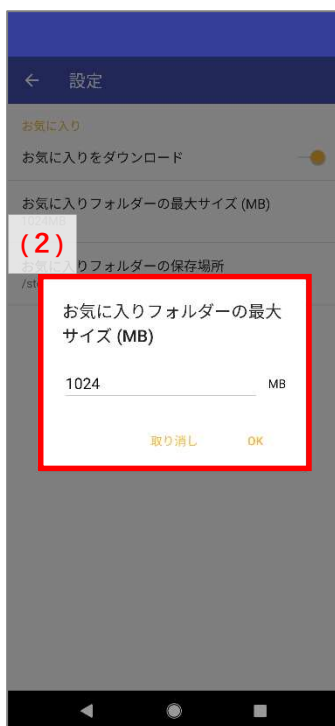 設定
お気に入り
お気に入りをダウンロード
お気に入りフォルダーの最大サイズ (MB)
1024MB
(2)
お気に入りフォルダーの保存場所
お気に入りフォルダーの最大
サイズ (MB)
1024 MB
取り消し OK